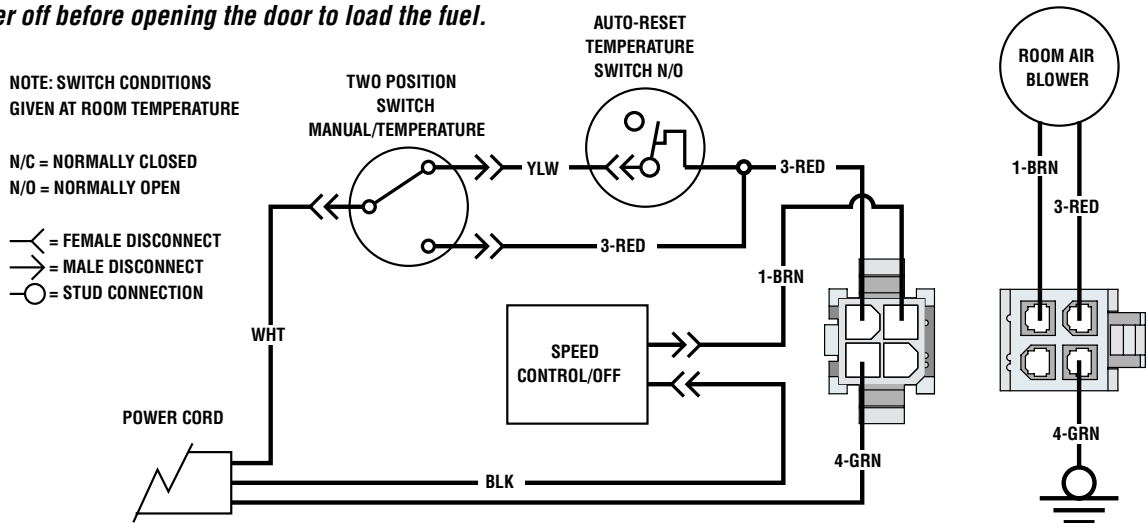 er off before opening the door to load the fuel.
NOTE: SWITCH CONDITIONS
GIVEN AT ROOM TEMPERATURE
N/C = NORMALLY CLOSED
N/O = NORMALLY OPEN
= FEMALE DISCONNECT
= MALE DISCONNECT
= STUD CONNECTION
TWO POSITION
SWITCH
MANUAL/TEMPERATURE
AUTO-RESET
TEMPERATURE
SWITCH N/O
ROOM AIR
BLOWER
YLW
3-RED
1-BRN
3-RED
3-RED
1-BRN
WHT
SPEED
CONTROL/OFF
POWER CORD
BLK
4-GRN
4-GRN